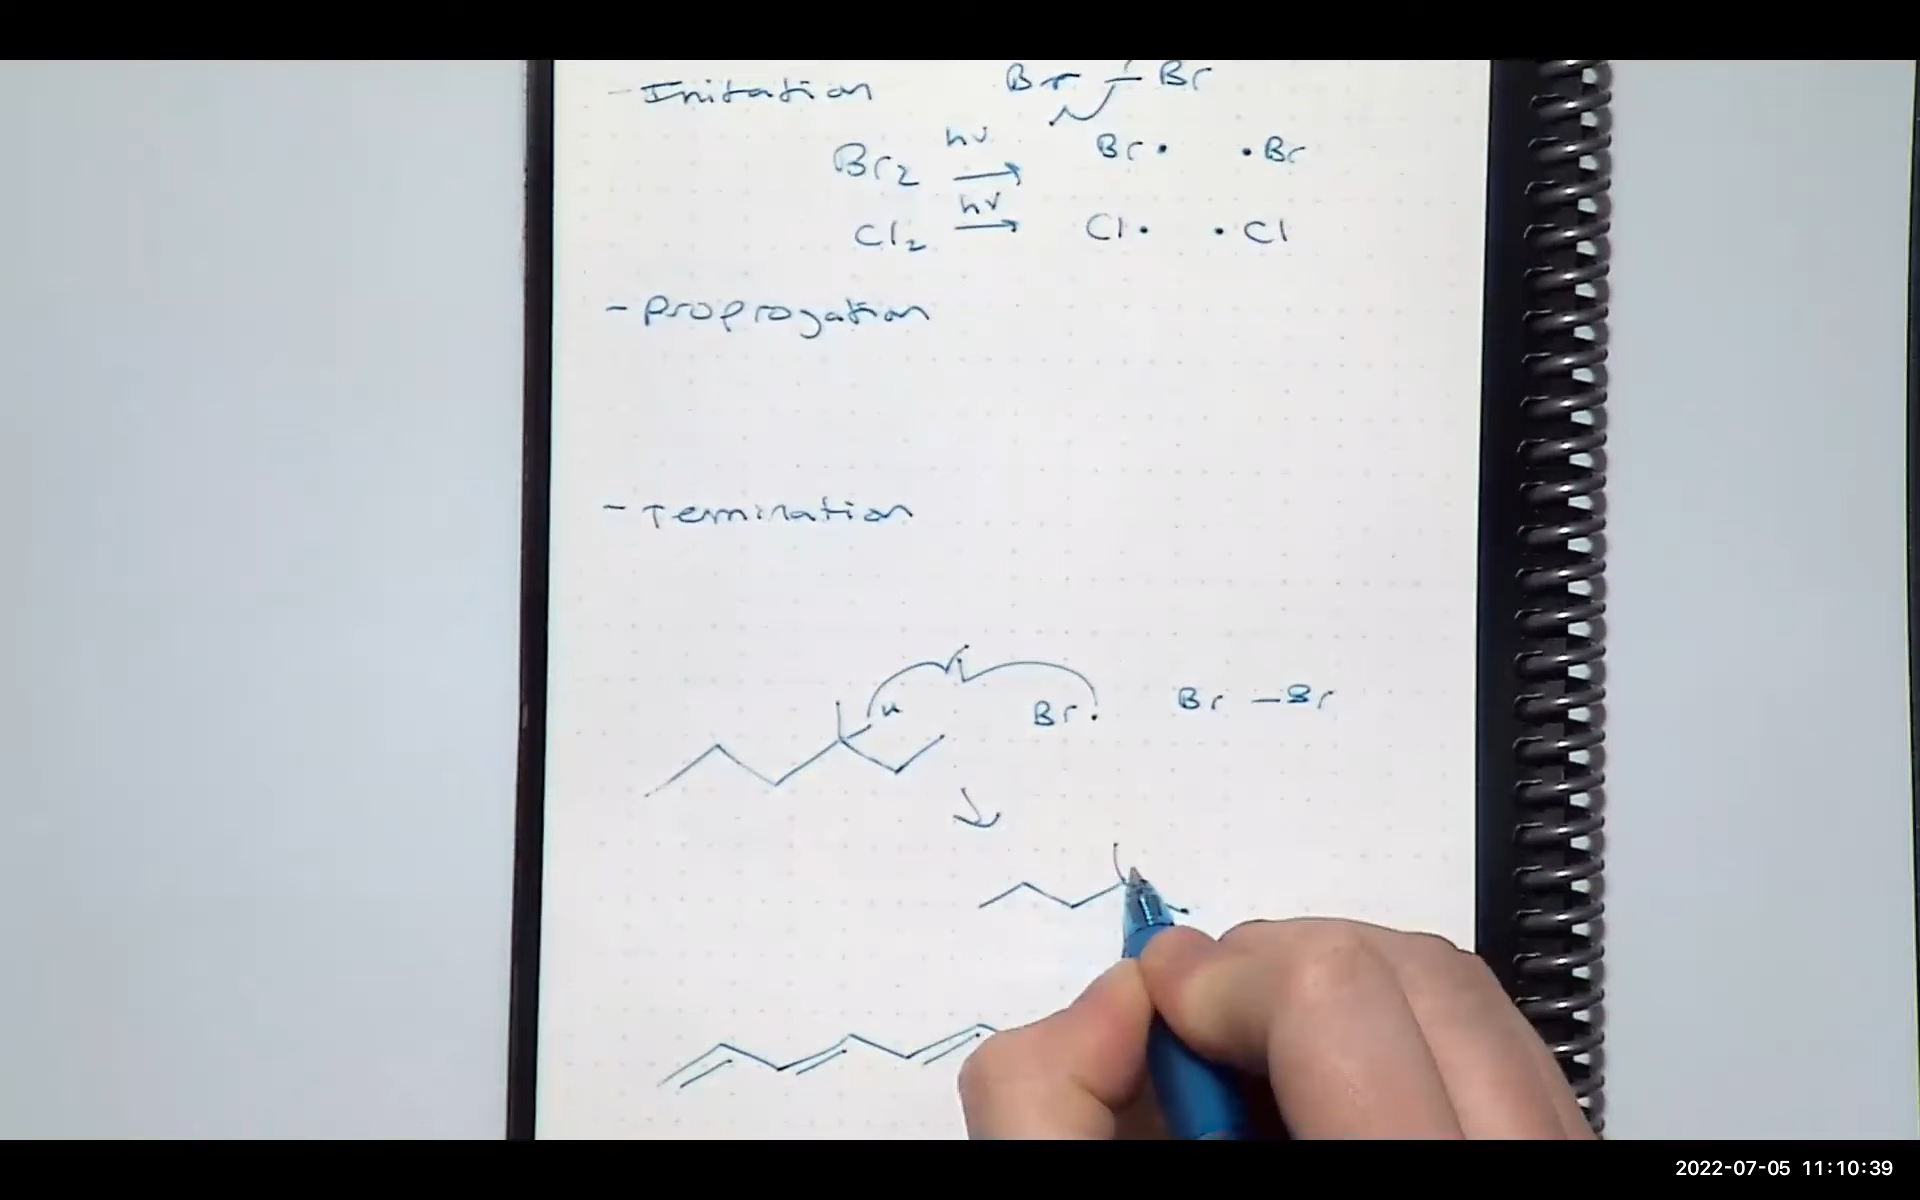 - Initation
Br - Br
Br2 hv → Br• •Br
Cl2 hv → Cl• •Cl
- Proprogation
- Termination
H
Br• Br - Br
2022-07-05 11:10:39